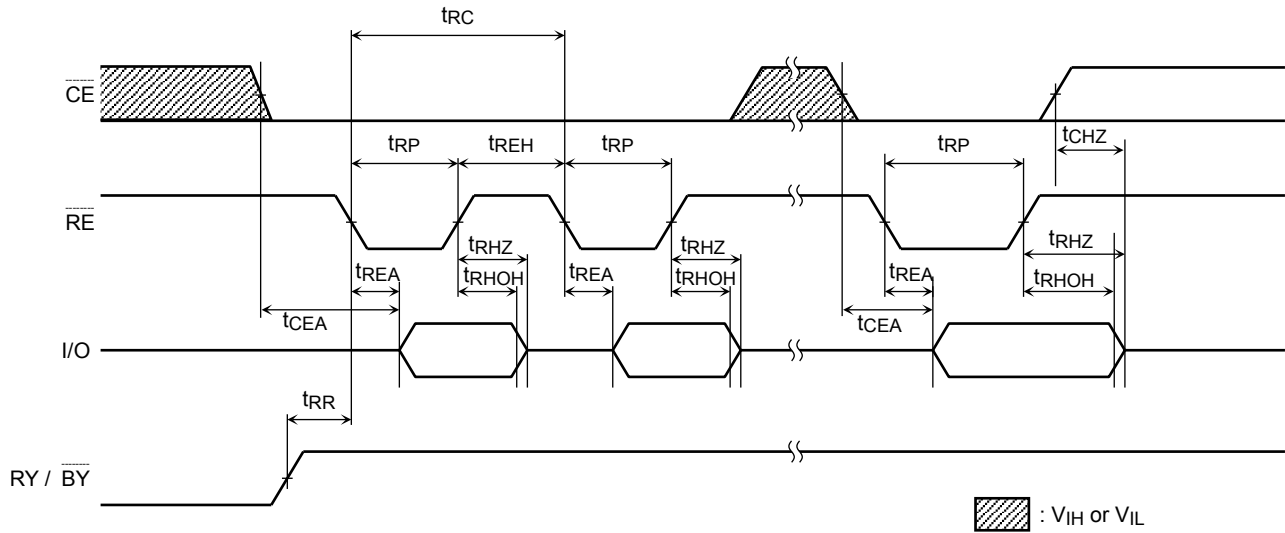 tRC
CE
tRP tREH tRP tRP tCHZ
RE
tRHZ tRHZ tRHZ
tREA tRHOH tREA tRHOH tREA tRHOH
tCEA tCEA
I/O
tRR
RY / BY
: VIH or VIL